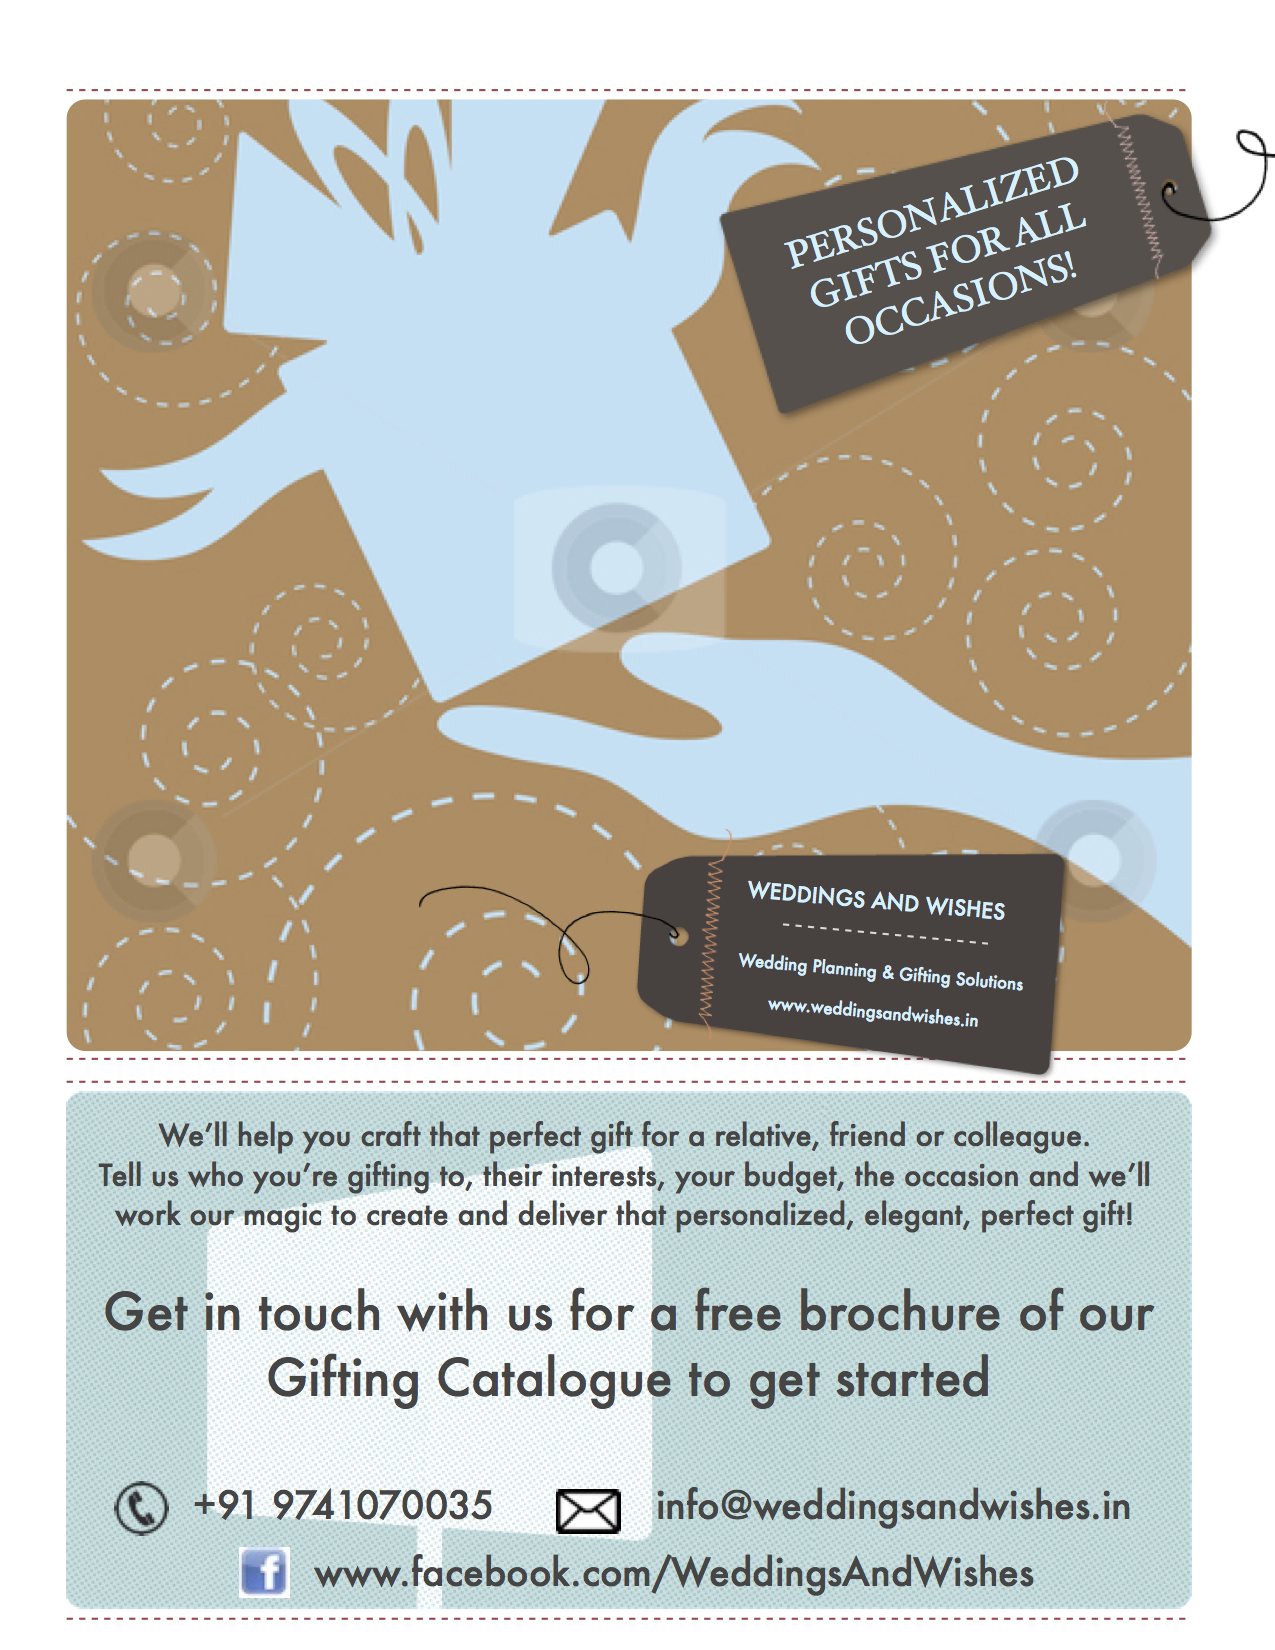 PERSONALIZED
GIFTS FOR ALL
OCCASIONS!
WEDDINGS AND WISHES
Wedding Planning & Gifting Solutions
www.weddingsandwishes.in
We’ll help you craft that perfect gift for a relative, friend or colleague.
Tell us who you’re gifting to, their interests, your budget, the occasion and we’ll
work our magic to create and deliver that personalized, elegant, perfect gift!
Get in touch with us for a free brochure of our
Gifting Catalogue to get started
+91 9741070035 info@weddingsandwishes.in
f www.facebook.com/WeddingsAndWishes